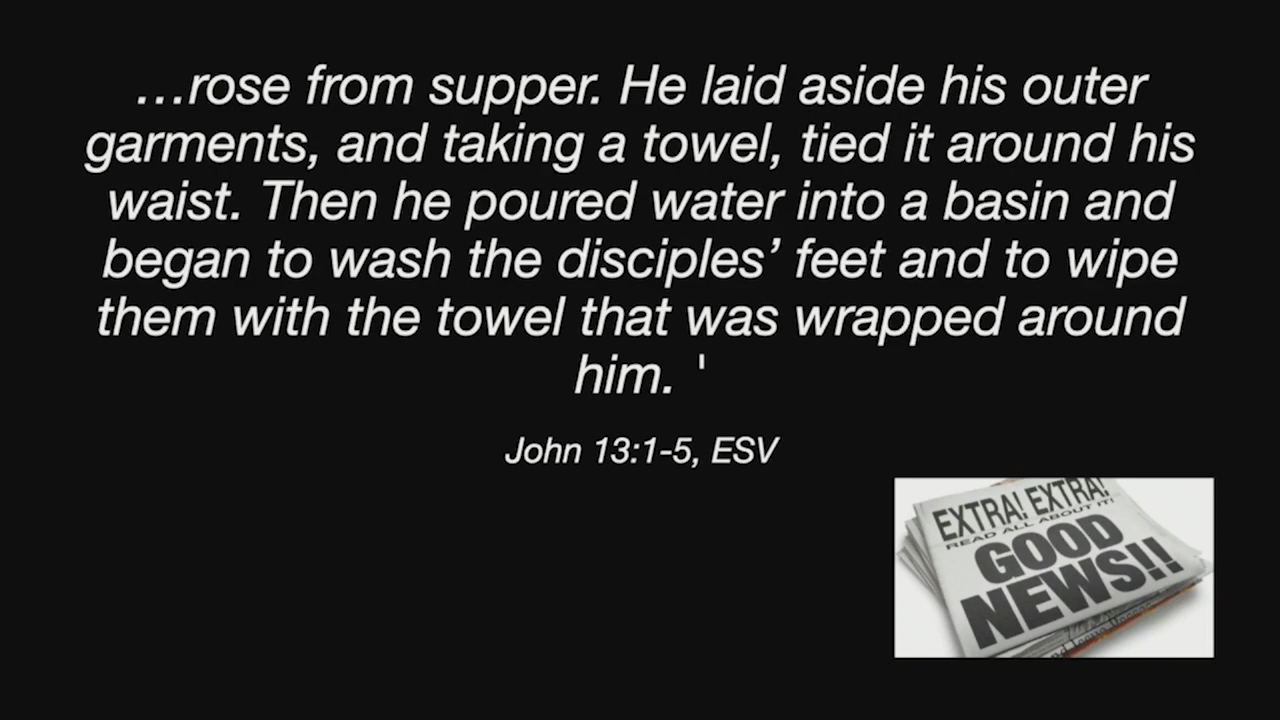 …rose from supper. He laid aside his outer
garments, and taking a towel, tied it around his
waist. Then he poured water into a basin and
began to wash the disciples’ feet and to wipe
them with the towel that was wrapped around
him. '
John 13:1-5, ESV
EXTRA! EXTRA!
READ ALL ABOUT IT!
GOOD
NEWS!!